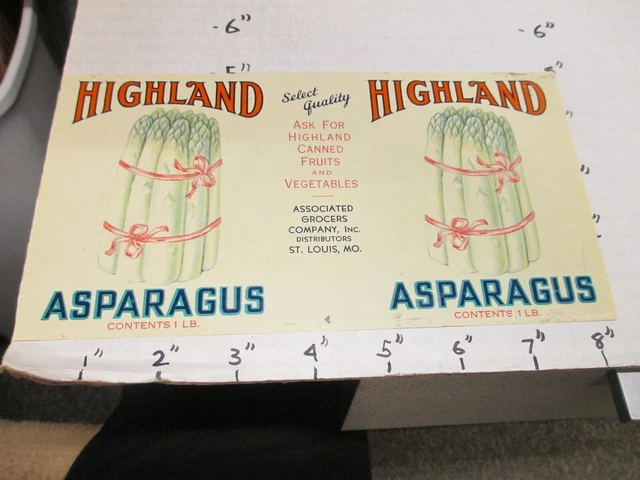 -6"
-6"
5"
5"
HIGHLAND
Select
Quality
ASK FOR
HIGHLAND
CANNED
FRUITS
AND
VEGETABLES
ASSOCIATED
GROCERS
COMPANY, INC.
DISTRIBUTORS
ST. LOUIS, MO.
ASPARAGUS
CONTENTS 1 LB.
HIGHLAND
ASPARAGUS
CONTENTS 1 LB.
1" 2" 3" 4" 5" 6" 7" 8"